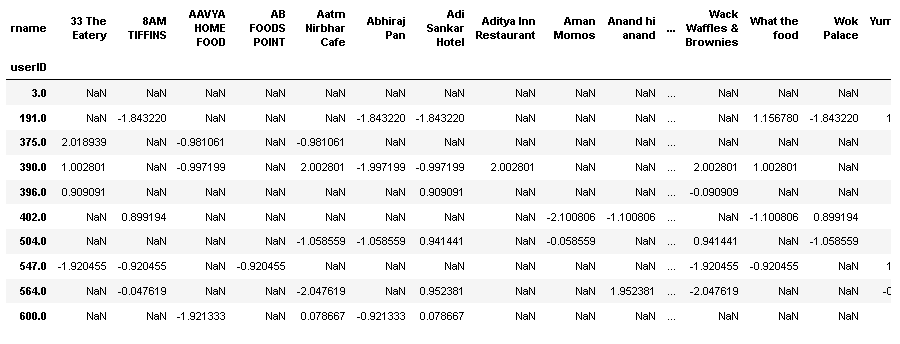 rname 33 The Eatery 8AM TIFFINS AAVYA HOME FOOD AB FOODS POINT Aatm Nirbhar Cafe Abhiraj Pan Adi Sankar Hotel Aditya Inn Restaurant Aman Momos Anand hi anand ... Wack Waffles & Brownies What the food Wok Palace
userID
3.0 NaN NaN NaN NaN NaN NaN NaN NaN NaN NaN ... NaN NaN NaN
191.0 NaN -1.843220 NaN NaN NaN -1.843220 -1.843220 NaN NaN NaN ... NaN 1.156780 -1.843220 1
375.0 2.018939 NaN -0.981061 NaN -0.981061 NaN NaN NaN NaN NaN ... NaN NaN NaN
390.0 1.002801 NaN -0.997199 NaN 2.002801 -1.997199 -0.997199 2.002801 NaN NaN ... 2.002801 1.002801 NaN
396.0 0.909091 NaN NaN NaN NaN NaN 0.909091 NaN NaN NaN ... -0.090909 NaN NaN
402.0 NaN 0.899194 NaN NaN NaN NaN NaN NaN -2.100806 -1.100806 ... NaN -1.100806 0.899194
504.0 NaN NaN NaN NaN -1.058559 -1.058559 0.941441 NaN -0.058559 NaN ... 0.941441 NaN -1.058559
547.0 -1.920455 -0.920455 NaN -0.920455 NaN NaN NaN NaN NaN NaN ... -1.920455 -0.920455 NaN 1
564.0 NaN -0.047619 NaN NaN -2.047619 NaN 0.952381 NaN NaN 1.952381 ... -2.047619 NaN NaN
600.0 NaN NaN -1.921333 NaN 0.078667 -0.921333 0.078667 NaN NaN NaN ... NaN NaN NaN